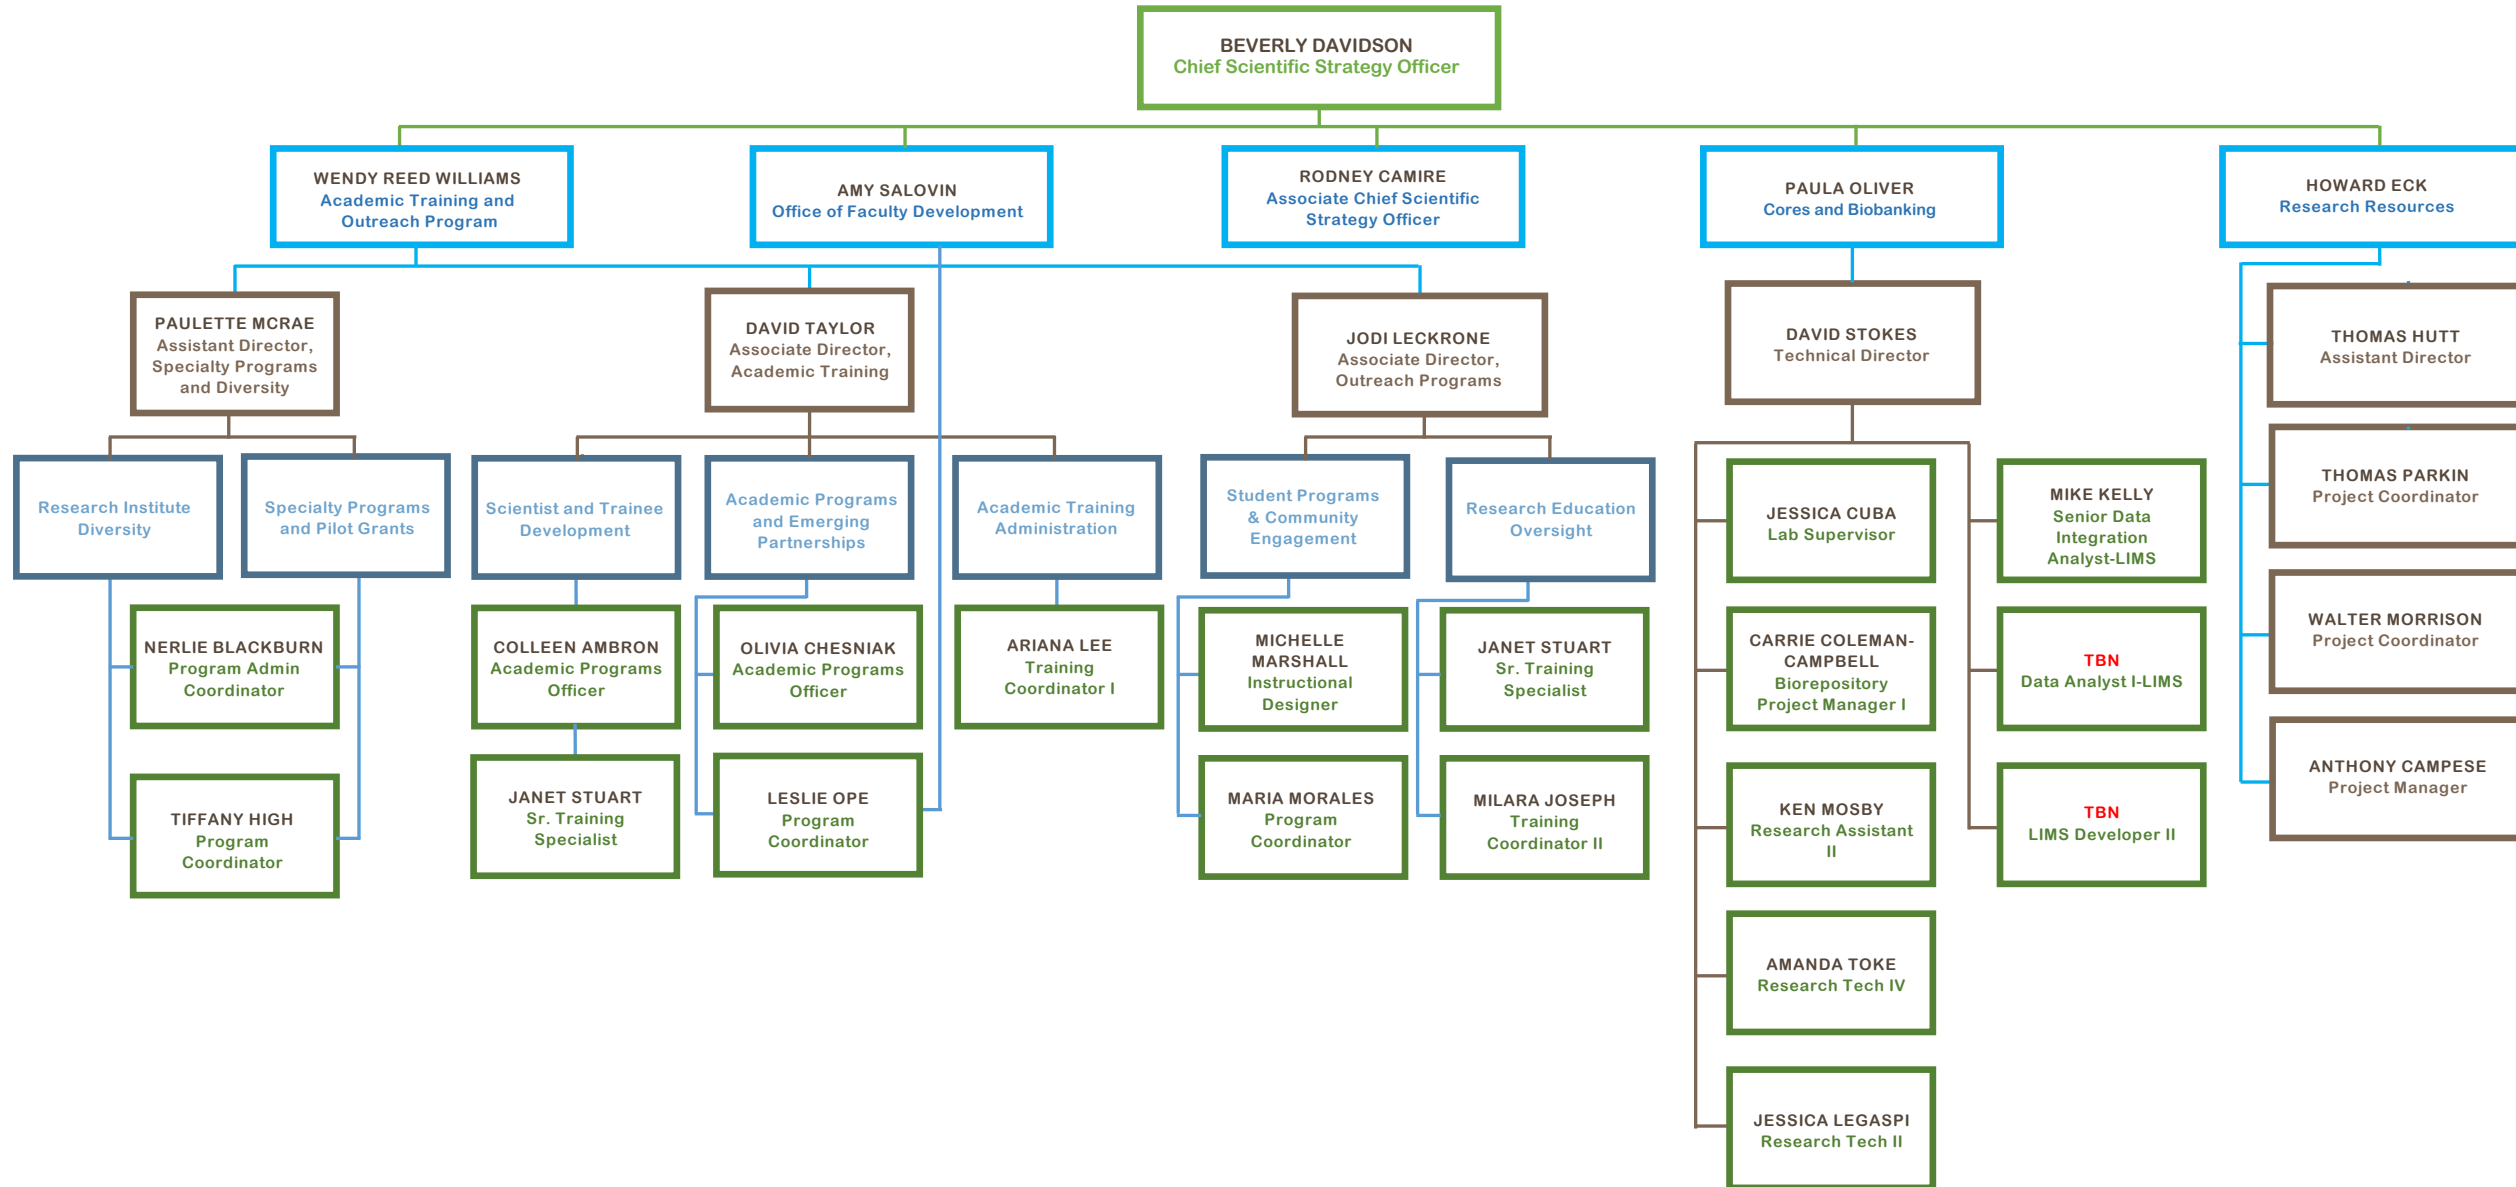 BEVERLY DAVIDSON
Chief Scientific Strategy Officer
WENDY REED WILLIAMS
Academic Training and
Outreach Program
AMY SALOVIN
Office of Faculty Development
RODNEY CAMIRE
Associate Chief Scientific
Strategy Officer
PAULA OLIVER
Cores and Biobanking
HOWARD ECK
Research Resources
PAULETTE MCRAE
Assistant Director,
Specialty Programs
and Diversity
DAVID TAYLOR
Associate Director,
Academic Training
JODI LECKRONE
Associate Director,
Outreach Programs
DAVID STOKES
Technical Director
THOMAS HUTT
Assistant Director
Research Institute
Diversity
Specialty Programs
and Pilot Grants
Scientist and Trainee
Development
Academic Programs
and Emerging
Partnerships
Academic Training
Administration
Student Programs
& Community
Engagement
Research Education
Oversight
JESSICA CUBA
Lab Supervisor
MIKE KELLY
Senior Data
Integration
Analyst-LIMS
THOMAS PARKIN
Project Coordinator
NERLIE BLACKBURN
Program Admin
Coordinator
COLLEEN AMBRON
Academic Programs
Officer
OLIVIA CHESNIAK
Academic Programs
Officer
ARIANA LEE
Training
Coordinator I
MICHELLE
MARSHALL
Instructional
Designer
JANET STUART
Sr. Training
Specialist
CARRIE COLEMAN-
CAMPBELL
Biorepository
Project Manager I
TBN
Data Analyst I-LIMS
WALTER MORRISON
Project Coordinator
TIFFANY HIGH
Program
Coordinator
JANET STUART
Sr. Training
Specialist
LESLIE OPE
Program
Coordinator
MARIA MORALES
Program
Coordinator
MILARA JOSEPH
Training
Coordinator II
KEN MOSBY
Research Assistant
II
TBN
LIMS Developer II
ANTHONY CAMPESE
Project Manager
AMANDA TOKE
Research Tech IV
JESSICA LEGASPI
Research Tech II